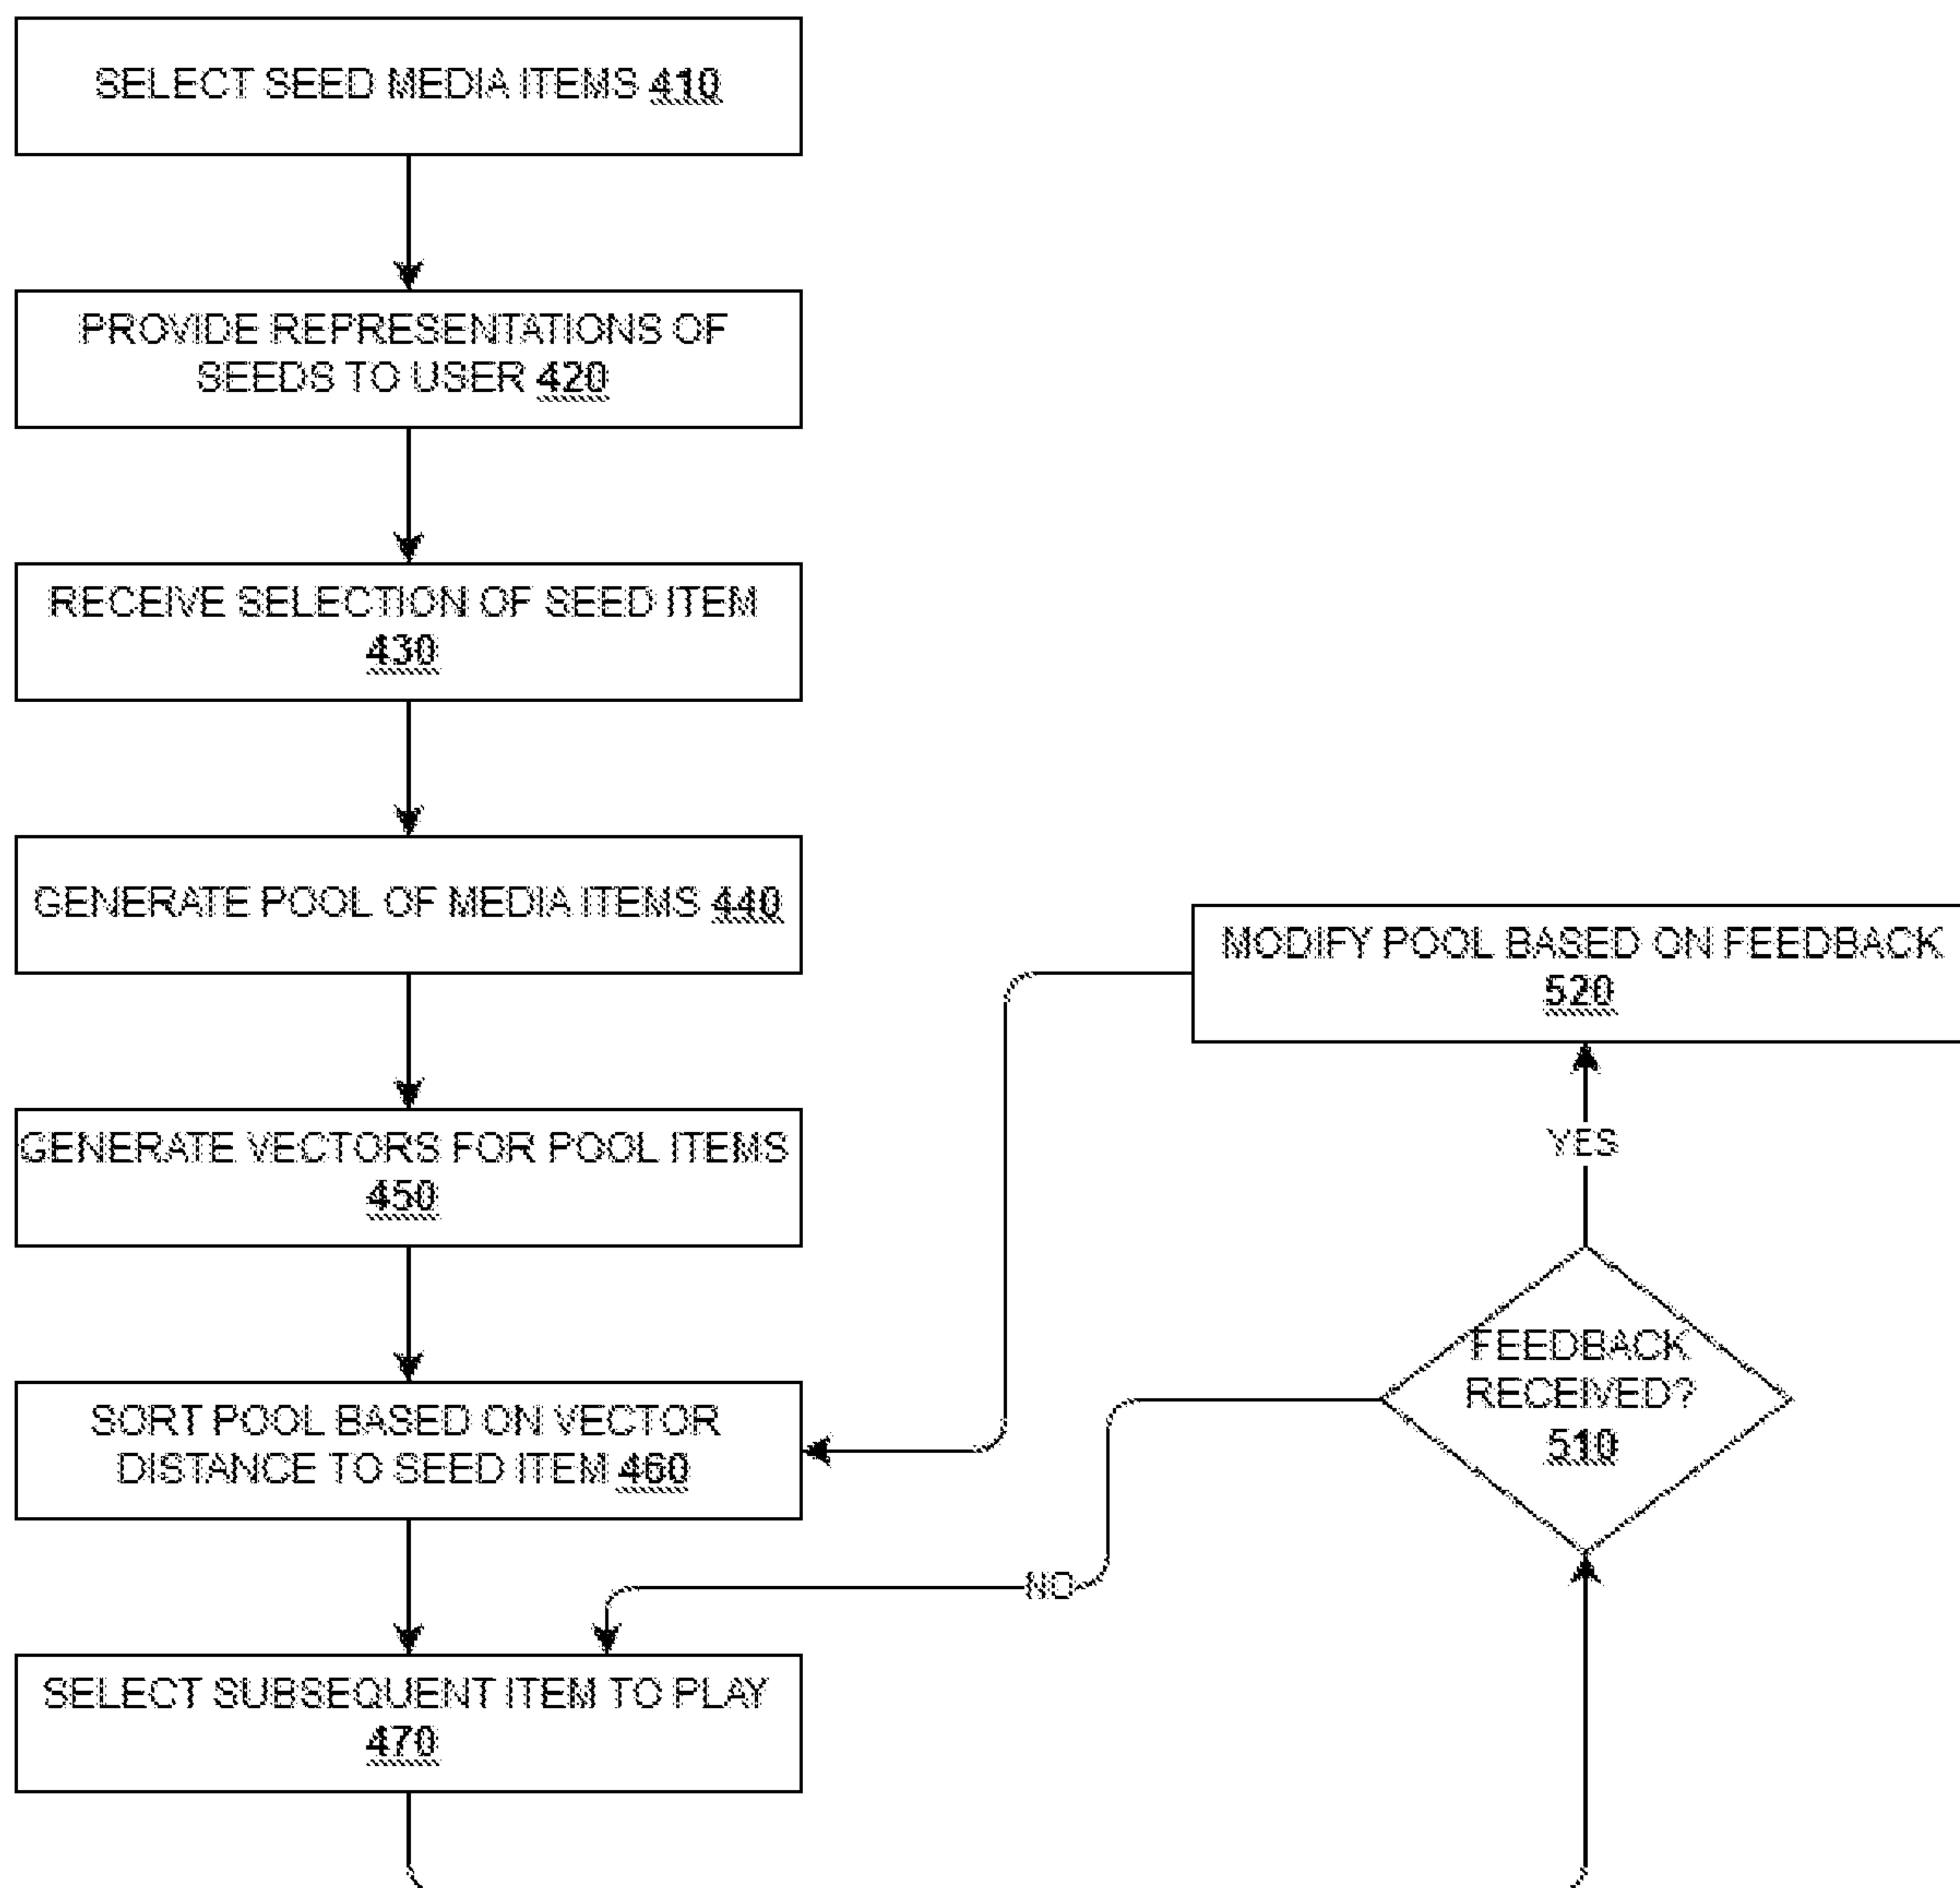 SELECT SEED MEDIA ITEMS 410
PROVIDE REPRESENTATIONS OF
SEEDS TO USER 420
RECEIVE SELECTION OF SEED ITEM
430
GENERATE POOL OF MEDIA ITEMS 440
MODIFY POOL BASED ON FEEDBACK
520
GENERATE VECTORS FOR POOL ITEMS
450
YES
FEEDBACK
RECEIVED?
510
SORT POOL BASED ON VECTOR
DISTANCE TO SEED ITEM 460
NO
SELECT SUBSEQUENT ITEM TO PLAY
470